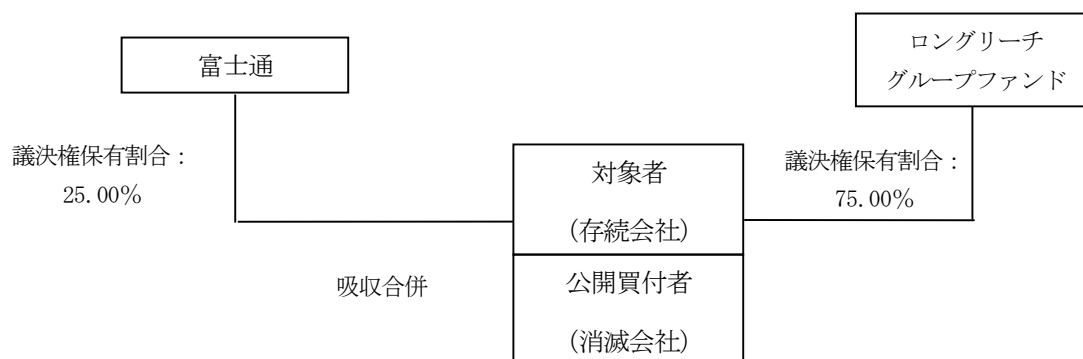 富士通
ロングリーチ
グループファンド
議決権保有割合：
25.00％
対象者
（存続会社）
議決権保有割合：
75.00％
吸収合併
公開買付者
（消滅会社）